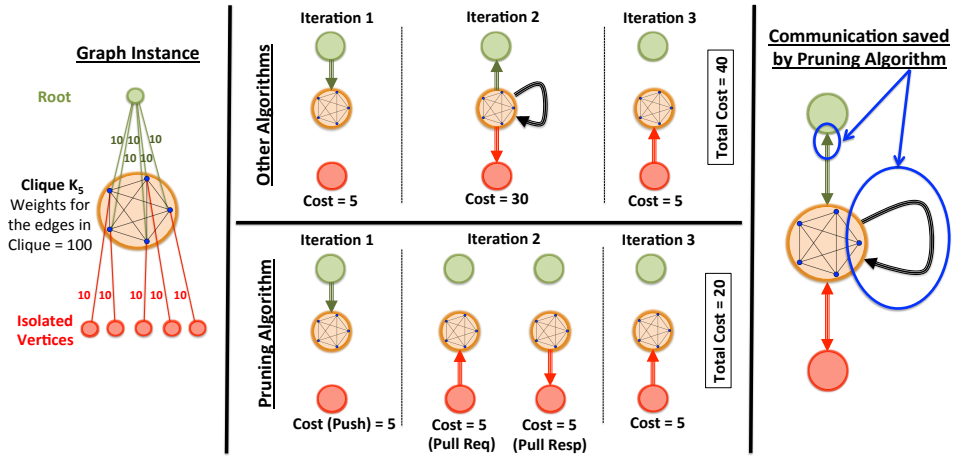 Graph Instance
Root
10
10
10
10
10
Clique K5
Weights for
the edges in
Clique = 100
10
10
10
10
10
Isolated
Vertices
Other Algorithms
Iteration 1
Iteration 2
Iteration 3
Cost = 5
Cost = 30
Cost = 5
Total Cost = 40
Pruning Algorithm
Iteration 1
Iteration 2
Iteration 3
Cost (Push) = 5
Cost = 5
(Pull Req)
Cost = 5
(Pull Resp)
Cost = 5
Total Cost = 20
Communication saved
by Pruning Algorithm